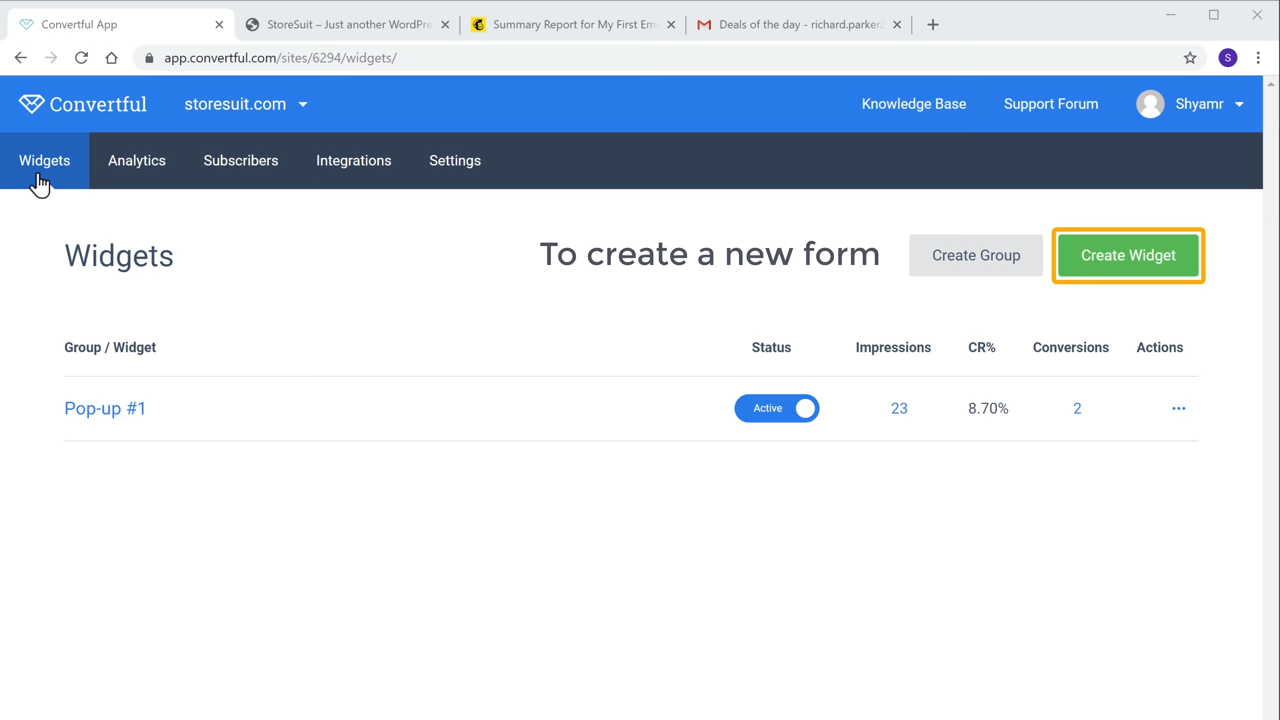 Convertful App
StoreSuit – Just another WordPre
Summary Report for My First Ema
Deals of the day - richard.parker2
app.convertful.com/sites/6294/widgets/
S
Convertful
storesuit.com
Knowledge Base
Support Forum
Shyamr
Widgets
Analytics
Subscribers
Integrations
Settings
Widgets
To create a new form
Create Group
Create Widget
Group / Widget
Status
Impressions
CR%
Conversions
Actions
Pop-up #1
Active
23
8.70%
2